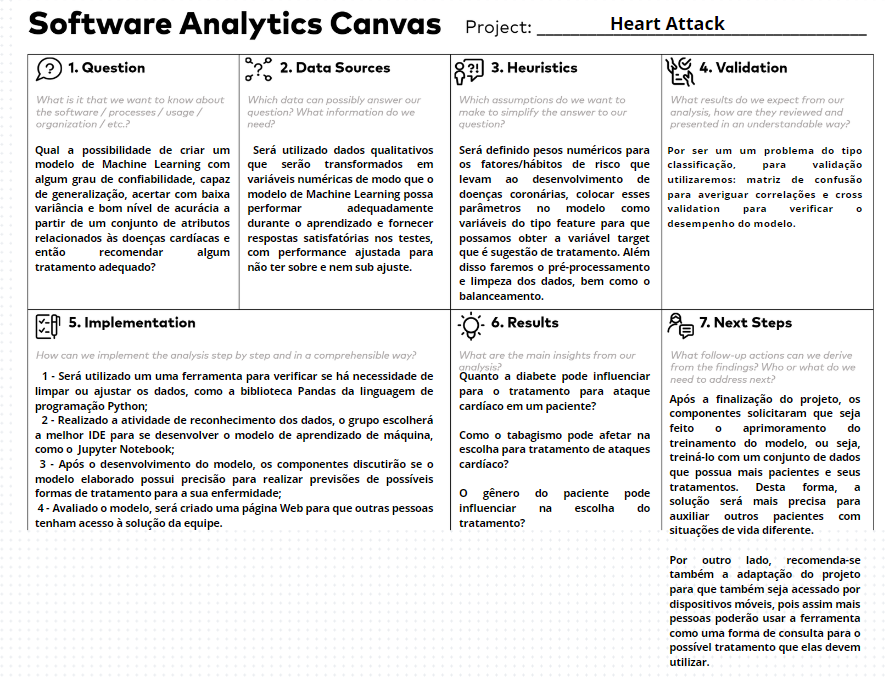 Software Analytics Canvas
Project: Heart Attack
1. Question
What is it that we want to know about
the software / processes / usage /
organization / etc.?
Qual a possibilidade de criar um
modelo de Machine Learning com
algum grau de confiabilidade, capaz
de generalização, acertar com baixa
variância e bom nível de acurácia a
partir de um conjunto de atributos
relacionados às doenças cardíacas e
então recomendar algum
tratamento adequado?
2. Data Sources
Which data can possibly answer our
question? What information do we
need?
Será utilizado dados qualitativos
que serão transformados em
variáveis numéricas de modo que o
modelo de Machine Learning possa
performar adequadamente
durante o aprendizado e fornecer
respostas satisfatórias nos testes,
com performance ajustada para
não ter sobre e nem sub ajuste.
3. Heuristics
Which assumptions do we want to
make to simplify the answer to our
question?
Será definido pesos numéricos para
os fatores/hábitos de risco que
levam ao desenvolvimento de
doenças coronárias, colocar esses
parâmetros no modelo como
variáveis do tipo feature para que
possamos obter a variável target
que é sugestão de tratamento. Além
disso faremos o pré-processamento
e limpeza dos dados, bem como o
balanceamento.
4. Validation
What results do we expect from our
analysis, how are they reviewed and
presented in an understandable way?
Por ser um um problema do tipo
classificação, para validação
utilizaremos: matriz de confusão
para averiguar correlações e cross
validation para verificar o
desempenho do modelo.
5. Implementation
How can we implement the analysis step by step and in a comprehensible way?
1 - Será utilizado um uma ferramenta para verificar se há necessidade de
limpar ou ajustar os dados, como a biblioteca Pandas da linguagem de
programação Python;
2 - Realizado a atividade de reconhecimento dos dados, o grupo escolherá
a melhor IDE para se desenvolver o modelo de aprendizado de máquina,
como o Jupyter Notebook;
3 - Após o desenvolvimento do modelo, os componentes discutirão se o
modelo elaborado possui precisão para realizar previsões de possíveis
formas de tratamento para a sua enfermidade;
4 - Avaliado o modelo, será criado uma página Web para que outras pessoas
tenham acesso à solução da equipe.
6. Results
What are the main insights from our
analysis?
Quanto a diabete pode influenciar
para o tratamento para ataque
cardíaco em um paciente?
Como o tabagismo pode afetar na
escolha para tratamento de ataques
cardíaco?
O gênero do paciente pode
influenciar na escolha do
tratamento?
7. Next Steps
What follow-up actions can we derive
from the findings? Who or what do we
need to address next?
Após a finalização do projeto, os
componentes solicitaram que seja
feito o aprimoramento do
treinamento do modelo, ou seja,
treiná-lo com um conjunto de dados
que possua mais pacientes e seus
tratamentos. Desta forma, a
solução será mais precisa para
auxiliar outros pacientes com
situações de vida diferente.
Por outro lado, recomenda-se
também a adaptação do projeto
para que também seja acessado por
dispositivos móveis, pois assim mais
pessoas poderão usar a ferramenta
como uma forma de consulta para o
possível tratamento que elas devem
utilizar.